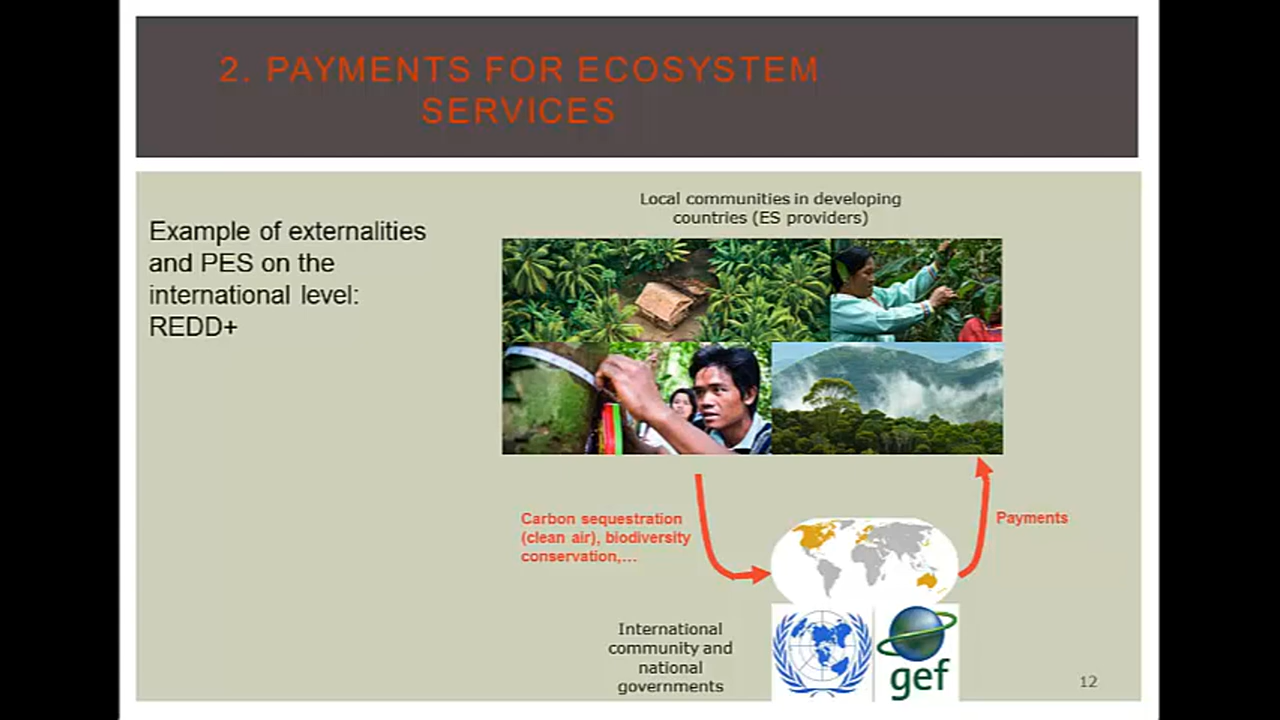 2. PAYMENTS FOR ECOSYSTEM
SERVICES
Example of externalities
and PES on the
international level:
REDD+
Local communities in developing
countries (ES providers)
Carbon sequestration
(clean air), biodiversity
conservation,...
Payments
International
community and
national
governments
gef
12